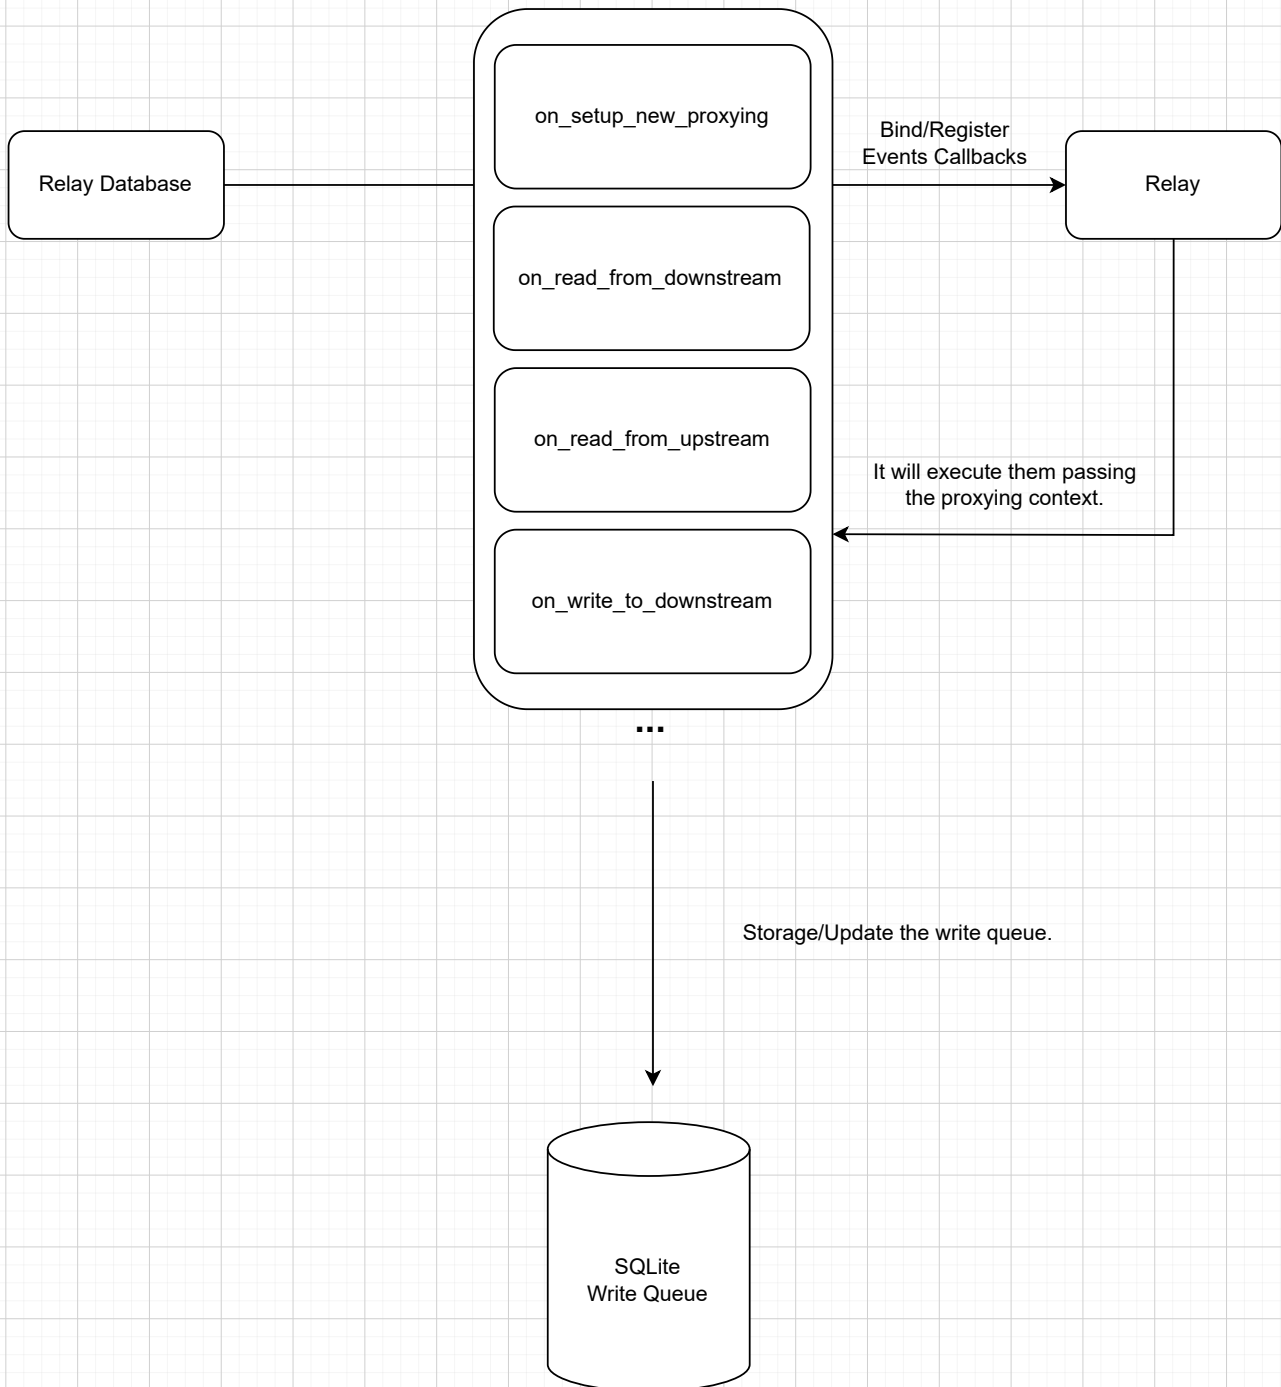 on_setup_new_proxying
Bind/Register
Events Callbacks
Relay Database
Relay
on_read_from_downstream
on_read_from_upstream
It will execute them passing
the proxying context.
on_write_to_downstream
...
Storage/Update the write queue.
SQLite
Write Queue